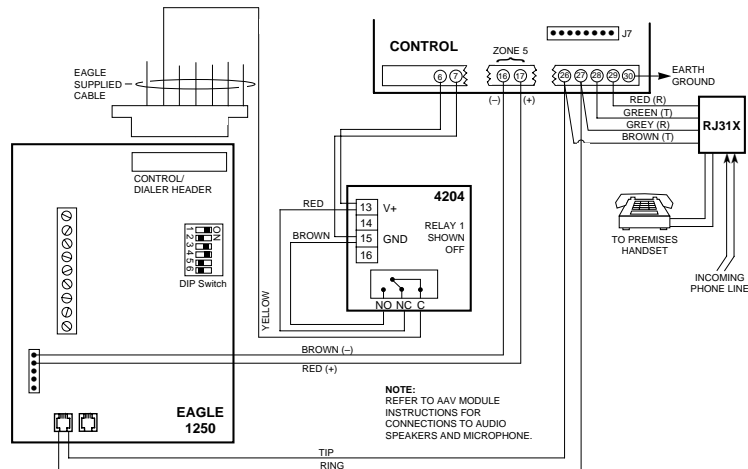 CONTROL
ZONE 5
J7
6 7 16 17 26 27 28 29 30
EARTH
GROUND
(–) (+)
RED (R)
GREEN (T)
GREY (R)
BROWN (T)
RJ31X
EAGLE
SUPPLIED
CABLE
CONTROL/
DIALER HEADER
ON
1 2 3 4 5 6
DIP Switch
4204
RED
13 V+
14
BROWN
15 GND
16
RELAY 1
SHOWN
OFF
NO NC C
YELLOW
TO PREMISES
HANDSET
INCOMING
PHONE LINE
BROWN (–)
RED (+)
NOTE:
REFER TO AAV MODULE
INSTRUCTIONS FOR
CONNECTIONS TO AUDIO
SPEAKERS AND MICROPHONE.
EAGLE
1250
TIP
RING